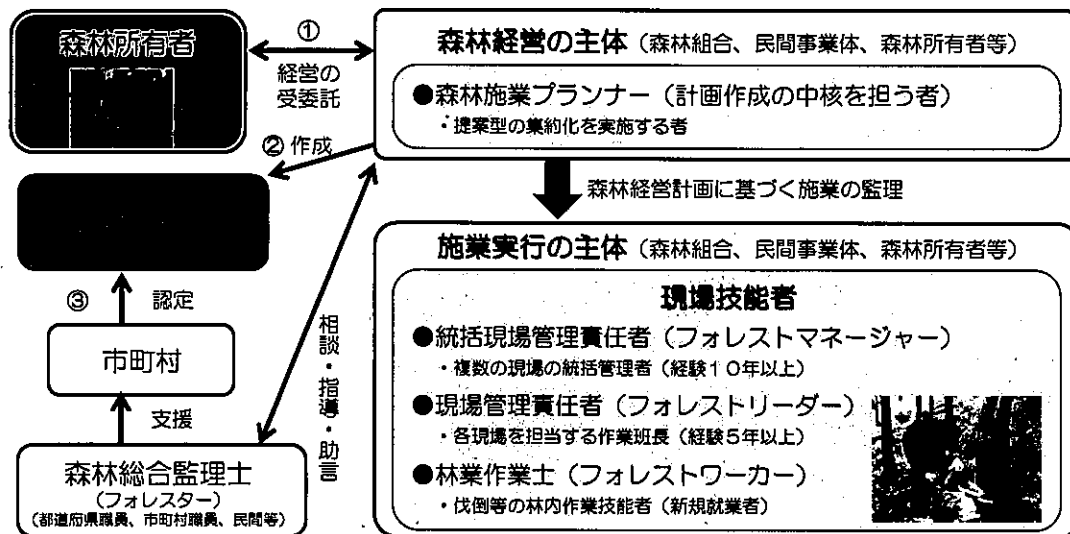 森林所有者
①
経営の
受委託
②作成
③
認定
市町村
支援
森林総合監理士
(フォレスター)
(都道府県職員、市町村職員、民間等)
相談・指導・助言
森林経営の主体(森林組合、民間事業体、森林所有者等)
●森林施業プランナー(計画作成の中核を担う者)
・提案型の集約化を実施する者
森林経営計画に基づく施業の監理
施業実行の主体(森林組合、民間事業体、森林所有者等)
現場技能者
●統括現場管理責任者(フォレストマネージャー)
・複数の現場の統括管理者(経験10年以上)
●現場管理責任者(フォレストリーダー)
・各現場を担当する作業班長(経験5年以上)
●林業作業士(フォレストワーカー)
・伐倒等の林内作業技能者(新規就業者)